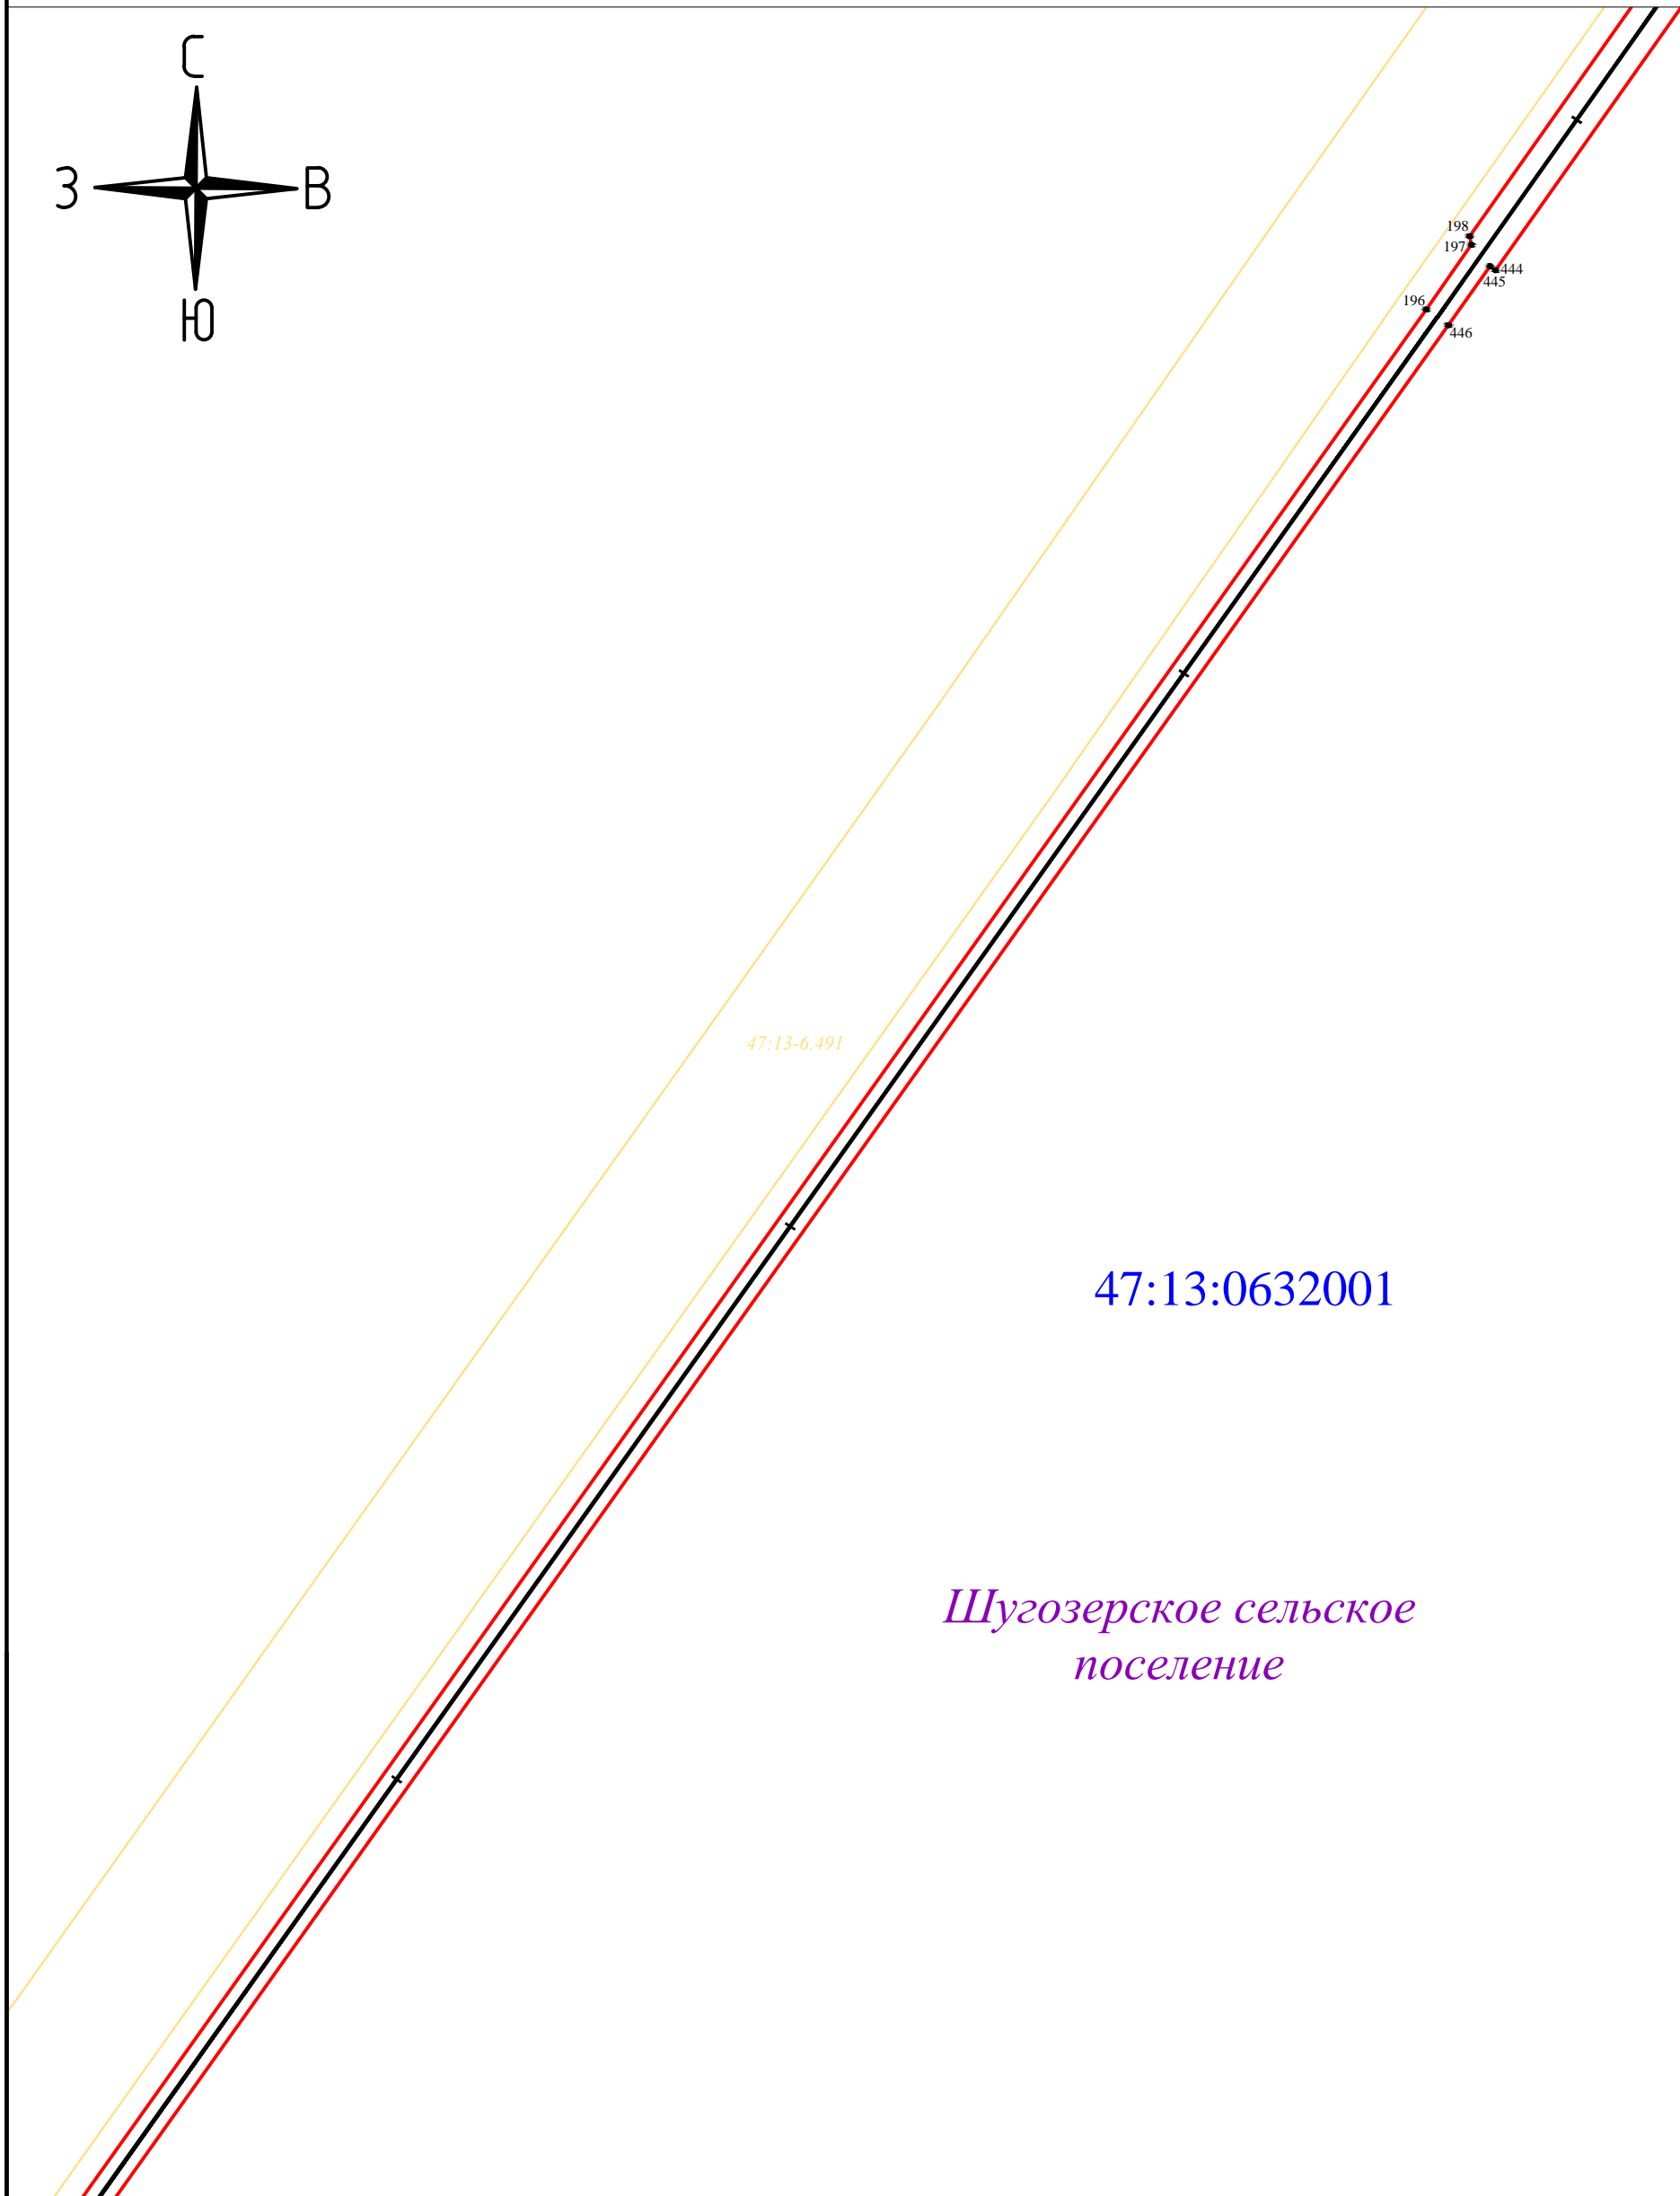 С
З
В
Ю
198
197
444
445
196
446
47:13-6.491
47:13:0632001
Шугозерское сельское
поселение